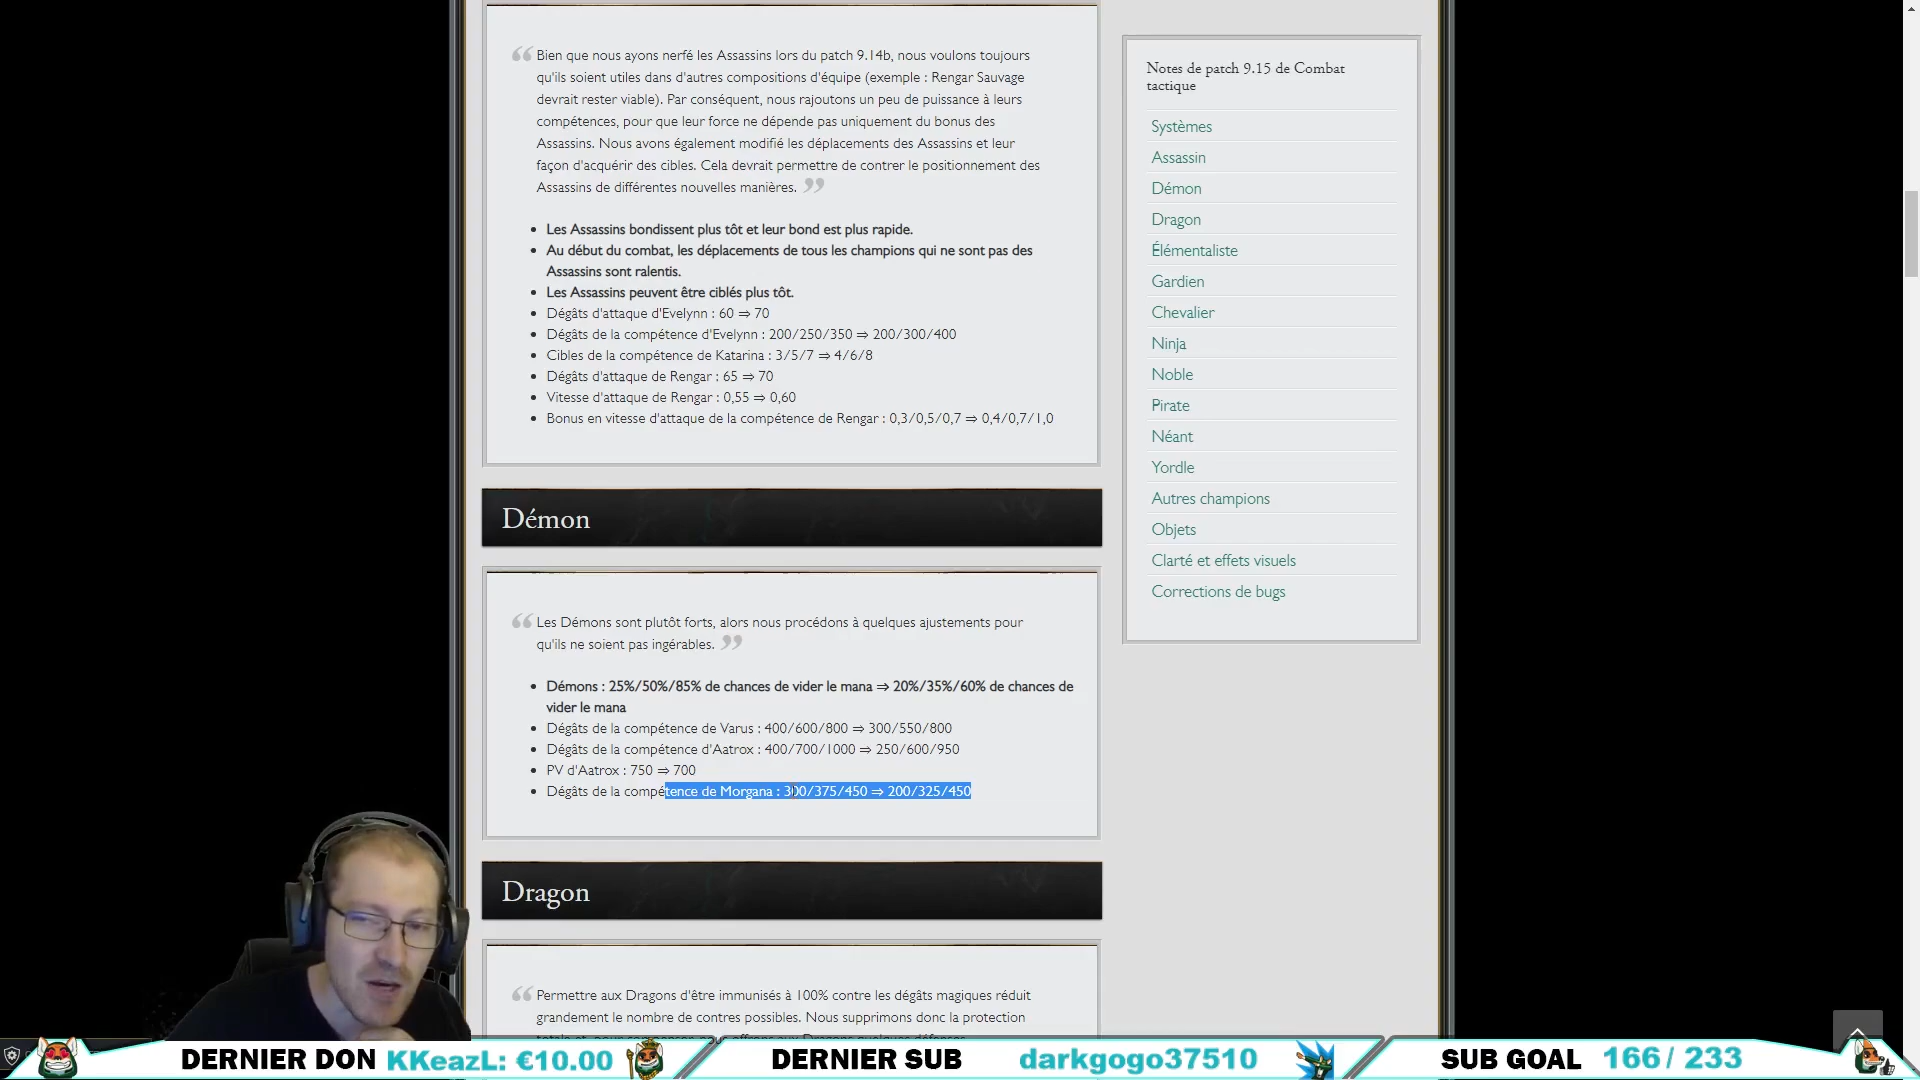 Bien que nous ayons nerfé les Assassins lors du patch 9.14b, nous voulons toujours
qu'ils soient utiles dans d'autres compositions d'équipe (exemple : Rengar Sauvage
devrait rester viable). Par conséquent, nous rajoutons un peu de puissance à leurs
compétences, pour que leur force ne dépende pas uniquement du bonus des
Assassins. Nous avons également modifié les déplacements des Assassins et leur
façon d'acquérir des cibles. Cela devrait permettre de contrer le positionnement des
Assassins de différentes nouvelles manières.
Les Assassins bondissent plus tôt et leur bond est plus rapide.
Au début du combat, les déplacements de tous les champions qui ne sont pas des
Assassins sont ralentis.
Les Assassins peuvent être ciblés plus tôt.
Dégâts d'attaque d'Evelynn : 60 ⇒ 70
Dégâts de la compétence d'Evelynn : 200/250/350 ⇒ 200/300/400
Cibles de la compétence de Katarina : 3/5/7 ⇒ 4/6/8
Dégâts d'attaque de Rengar : 65 ⇒ 70
Vitesse d'attaque de Rengar : 0,55 ⇒ 0,60
Bonus en vitesse d'attaque de la compétence de Rengar : 0,3/0,5/0,7 ⇒ 0,4/0,7/1,0
Démon
Les Démons sont plutôt forts, alors nous procédons à quelques ajustements pour
qu'ils ne soient pas ingérables.
Démons : 25%/50%/85% de chances de vider le mana ⇒ 20%/35%/60% de chances de
vider le mana
Dégâts de la compétence de Varus : 400/600/800 ⇒ 300/550/800
Dégâts de la compétence d'Aatrox : 400/700/1000 ⇒ 250/600/950
PV d'Aatrox : 750 ⇒ 700
Dégâts de la compétence de Morgana : 300/375/450 ⇒ 200/325/450
Dragon
Permettre aux Dragons d'être immunisés à 100% contre les dégâts magiques réduit
grandement le nombre de contres possibles. Nous supprimons donc la protection
Notes de patch 9.15 de Combat
tactique
Systèmes
Assassin
Démon
Dragon
Élémentaliste
Gardien
Chevalier
Ninja
Noble
Pirate
Néant
Yordle
Autres champions
Objets
Clarté et effets visuels
Corrections de bugs
DERNIER DON KKeazL: €10.00
DERNIER SUB darkgogo37510
SUB GOAL 166 / 233